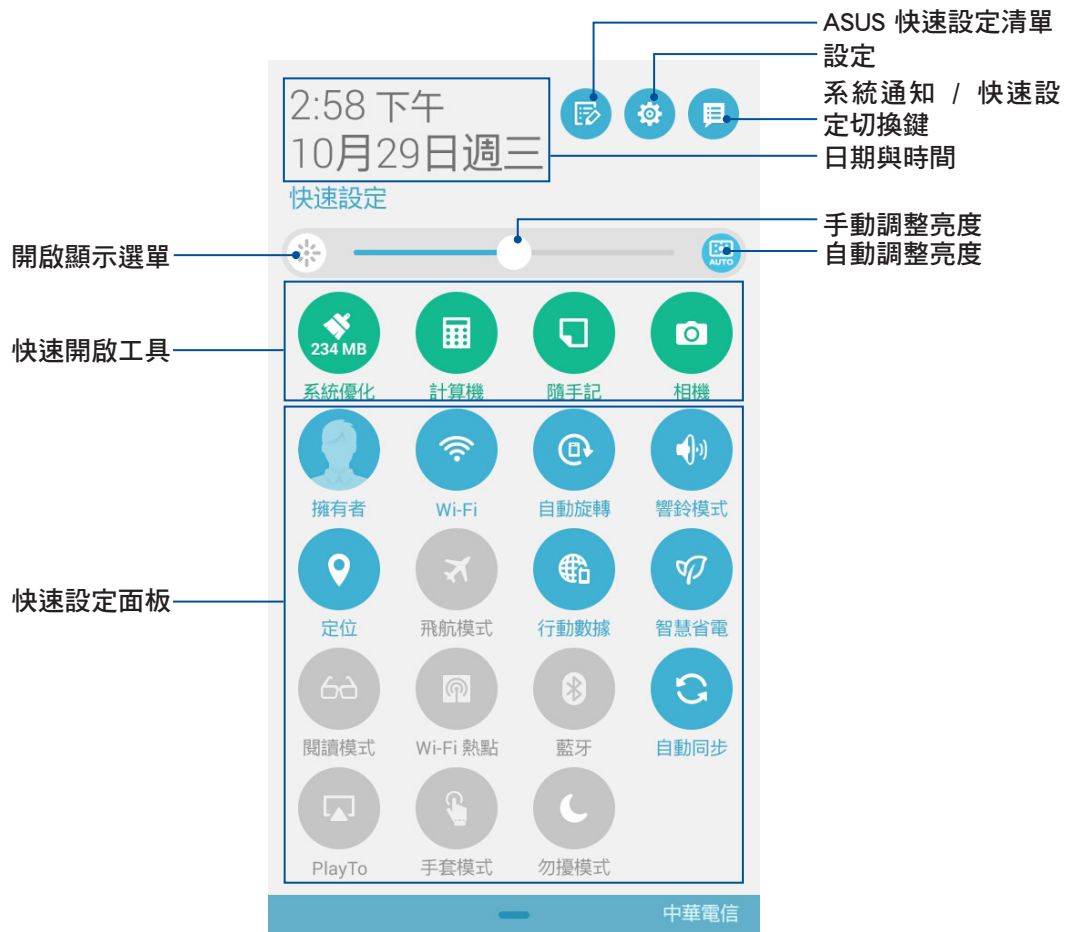 ASUS 快速設定清單
設定
系統通知 / 快速設
定切換鍵
日期與時間
2:58 下午
10月29日週三
快速設定
手動調整亮度
自動調整亮度
開啟顯示選單
AUTO
快速開啟工具
234 MB
系統優化 計算機 隨手記 相機
擁有者 Wi-Fi 自動旋轉 響鈴模式
快速設定面板
定位 飛航模式 行動數據 智慧省電
閱讀模式 Wi-Fi 熱點 藍牙 自動同步
PlayTo 手套模式 勿擾模式
中華電信